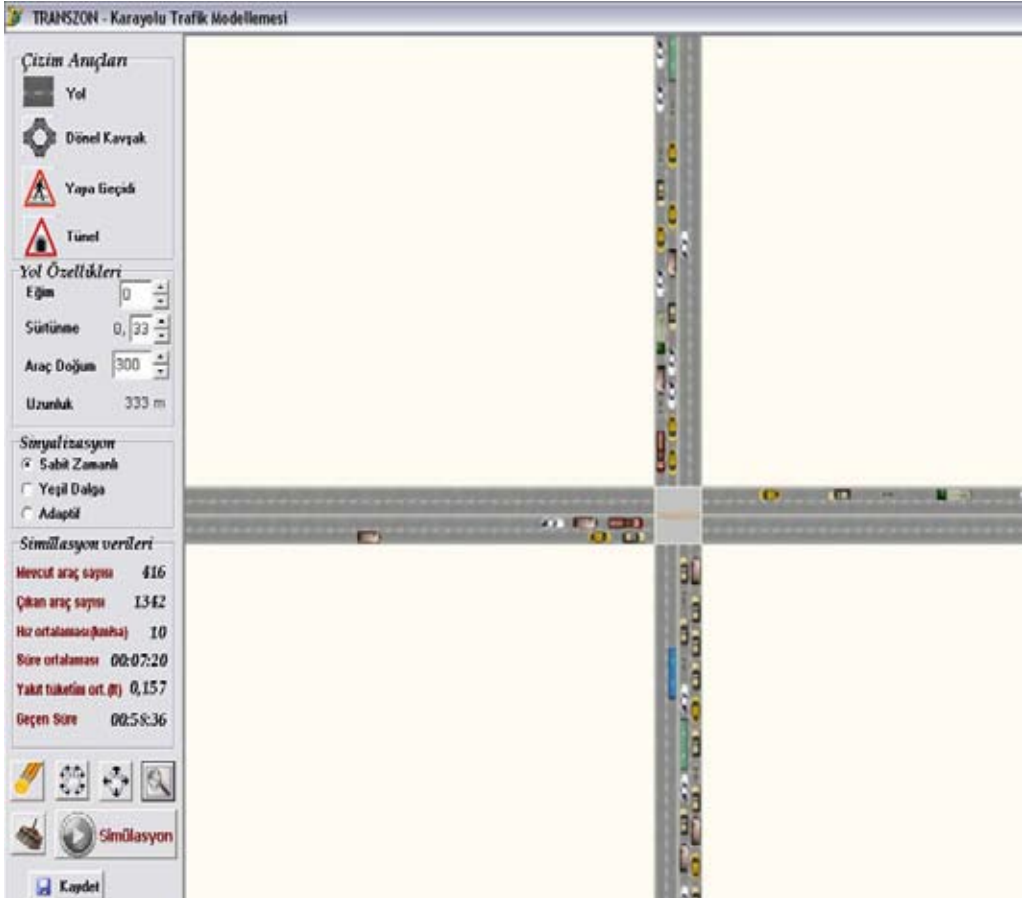 TRANSZON - Karayolu Trafik Modellemesi
Çizim Araçları
Yol
Dönel Kavşak
Yaya Geçidi
Tünel
Yol Özellikleri
Eğim 0
Sürtünme 0, 33
Araç Doğum 300
Uzunluk 333 m
Sinyalizasyon
Sabit Zamanlı
Yeşil Dalga
Adaptif
Simülasyon verileri
Mevcut araç sayısı 416
Çıkan araç sayısı 1342
Hız ortalaması(km/sa) 10
Süre ortalaması 00:07:20
Yakıt tüketim ort.(lt) 0,157
Geçen Süre 00:58:36
Simülasyon
Kaydet